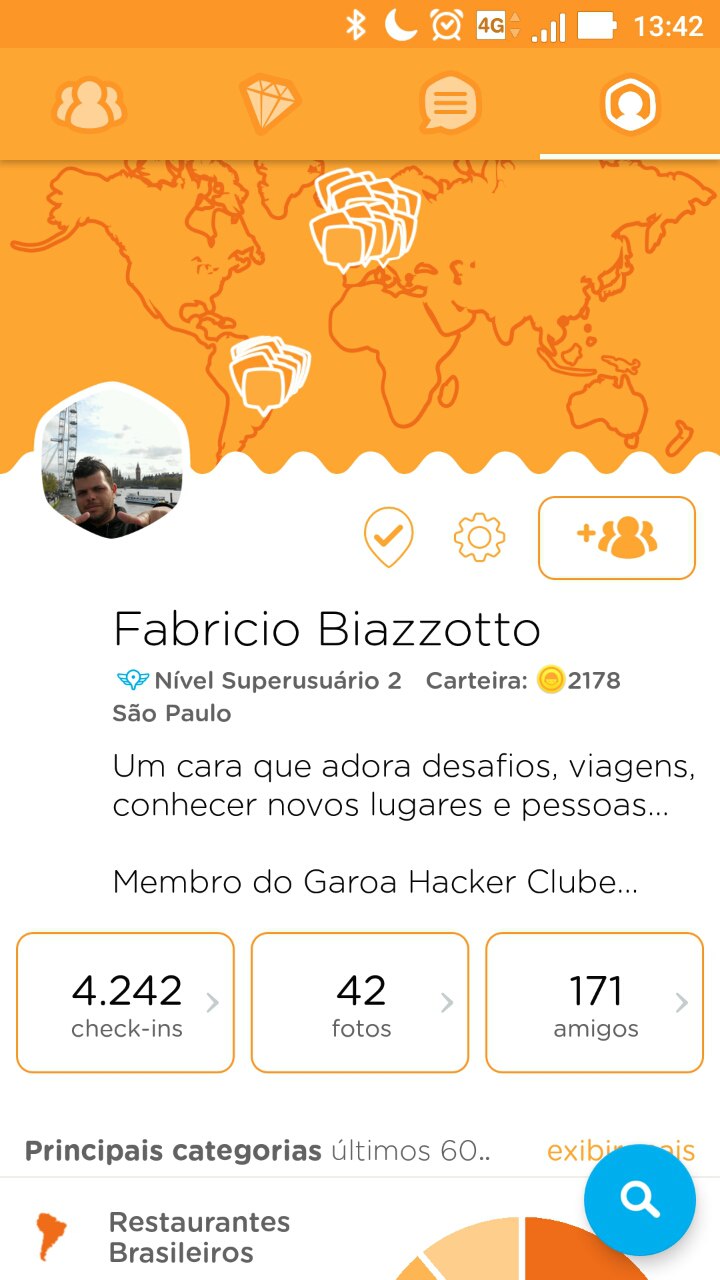 4G 13:42
Fabricio Biazzotto
Nível Superusuário 2 Carteira: 2178
São Paulo
Um cara que adora desafios, viagens,
conhecer novos lugares e pessoas...
Membro do Garoa Hacker Clube...
4.242 42 171
check-ins fotos amigos
Principais categorias últimos 60.. exibir mais
Restaurantes
Brasileiros